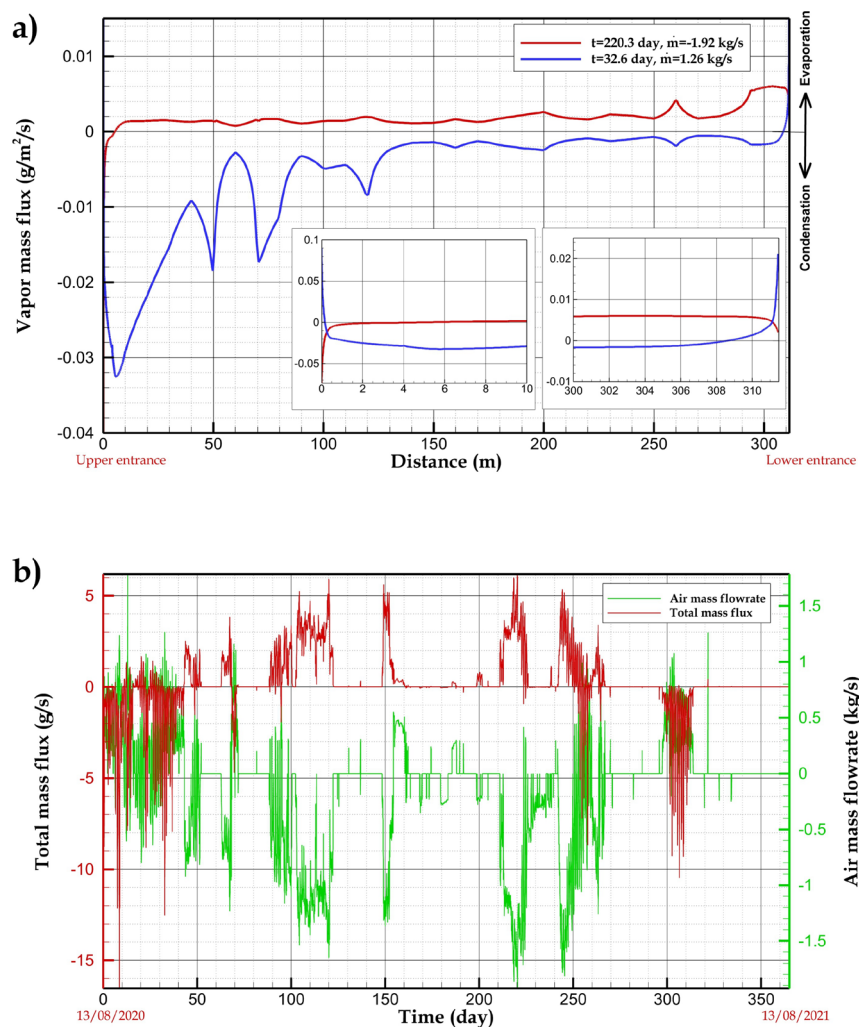 a)
t=220.3 day, ṁ=-1.92 kg/s
t=32.6 day, ṁ=1.26 kg/s
Vapor mass flux (g/m²/s)
0.01
0
-0.01
-0.02
-0.03
-0.04
Evaporation
Condensation
0.1
0.05
0
-0.05
0 2 4 6 8 10
0.02
0.01
0
-0.01
300 302 304 306 308 310
0 50 100 150 200 250 300
Upper entrance
Distance (m)
Lower entrance
b)
Air mass flowrate
Total mass flux
Total mass flux (g/s)
5
0
-5
-10
-15
Air mass flowrate (kg/s)
1.5
1
0.5
0
-0.5
-1
-1.5
0 50 100 150 200 250 300 350
13/08/2020
Time (day)
13/08/2021